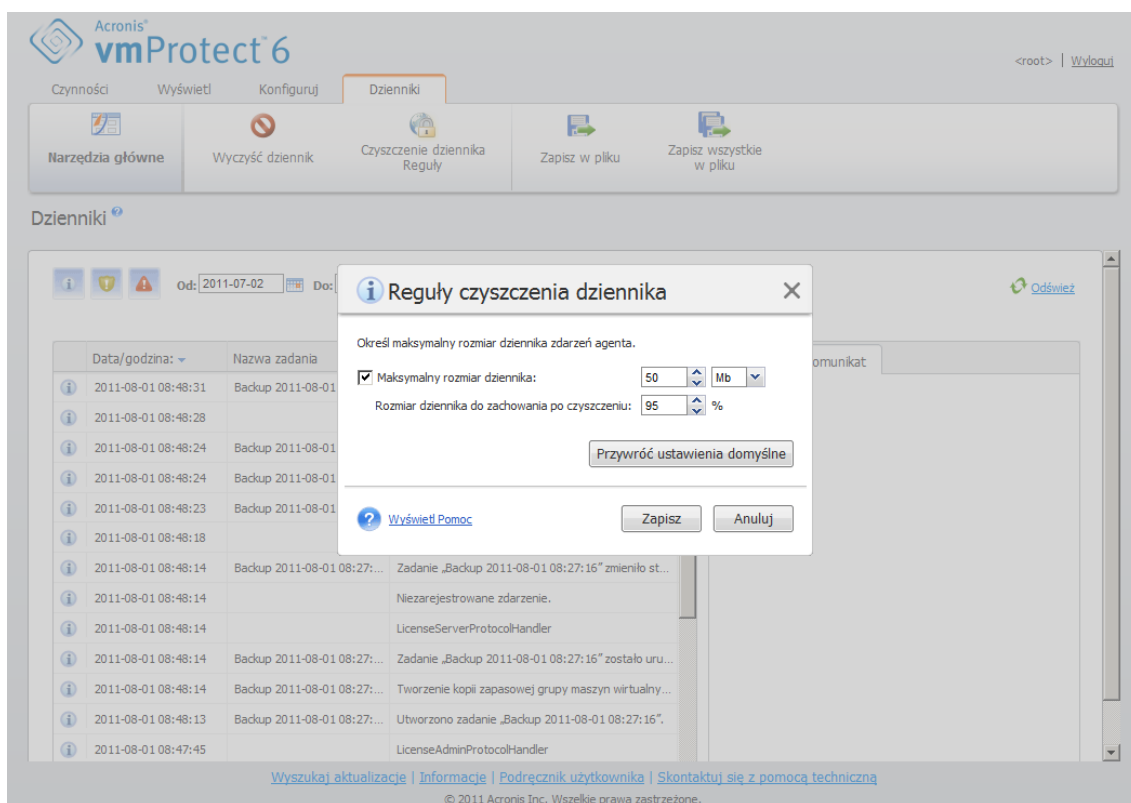 Acronis®
vmProtect™6
<root> | Wyloguj
Czynności Wyświetl Konfiguruj Dzienniki
Narzędzia główne
Wyczyść dziennik
Czyszczenie dziennika
Reguły
Zapisz w pliku
Zapisz wszystkie
w pliku
Dzienniki
Od: 2011-07-02 Do:
Odśwież
Reguły czyszczenia dziennika
Określ maksymalny rozmiar dziennika zdarzeń agenta.
Maksymalny rozmiar dziennika: 50 Mb
Rozmiar dziennika do zachowania po czyszczeniu: 95 %
Przywróć ustawienia domyślne
Wyświetl Pomoc
Zapisz Anuluj
Data/godzina: Nazwa zadania
omunikat
2011-08-01 08:48:31 Backup 2011-08-01
2011-08-01 08:48:28
2011-08-01 08:48:24 Backup 2011-08-01
2011-08-01 08:48:24 Backup 2011-08-01
2011-08-01 08:48:23 Backup 2011-08-01
2011-08-01 08:48:18
2011-08-01 08:48:14 Backup 2011-08-01 08:27:... Zadanie „Backup 2011-08-01 08:27:16” zmieniło st...
2011-08-01 08:48:14 Niezarejestrowane zdarzenie.
2011-08-01 08:48:14 LicenseServerProtocolHandler
2011-08-01 08:48:14 Backup 2011-08-01 08:27:... Zadanie „Backup 2011-08-01 08:27:16” zostało uru...
2011-08-01 08:48:14 Backup 2011-08-01 08:27:... Tworzenie kopii zapasowej grupy maszyn wirtualny...
2011-08-01 08:48:13 Backup 2011-08-01 08:27:... Utworzono zadanie „Backup 2011-08-01 08:27:16”.
2011-08-01 08:47:45 LicenseAdminProtocolHandler
Wyszukaj aktualizacje | Informacje | Podręcznik użytkownika | Skontaktuj się z pomocą techniczną
© 2011 Acronis Inc. Wszelkie prawa zastrzeżone.